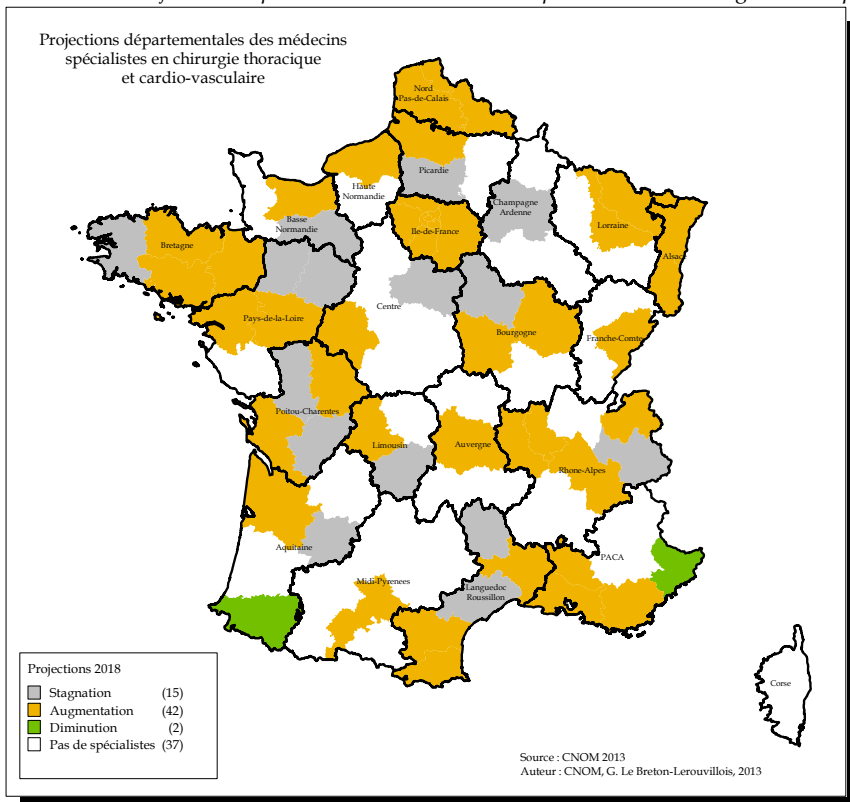 Projections départementales des médecins
spécialistes en chirurgie thoracique
et cardio-vasculaire
Nord
Pas-de-Calais
Picardie
Haute
Normandie
Basse
Normandie
Champagne
Ardenne
Lorraine
Alsac
Ile-de-France
Bretagne
Centre
Pays-de-la-Loire
Bourgogne
Franche-Comte
Poitou-Charentes
Limousin
Auvergne
Rhone-Alpes
Aquitaine
PACA
Midi-Pyrenees
Languedoc
Roussillon
Corse
Projections 2018
Stagnation (15)
Augmentation (42)
Diminution (2)
Pas de spécialistes (37)
Source : CNOM 2013
Auteur : CNOM, G. Le Breton-Lerouvillois, 2013